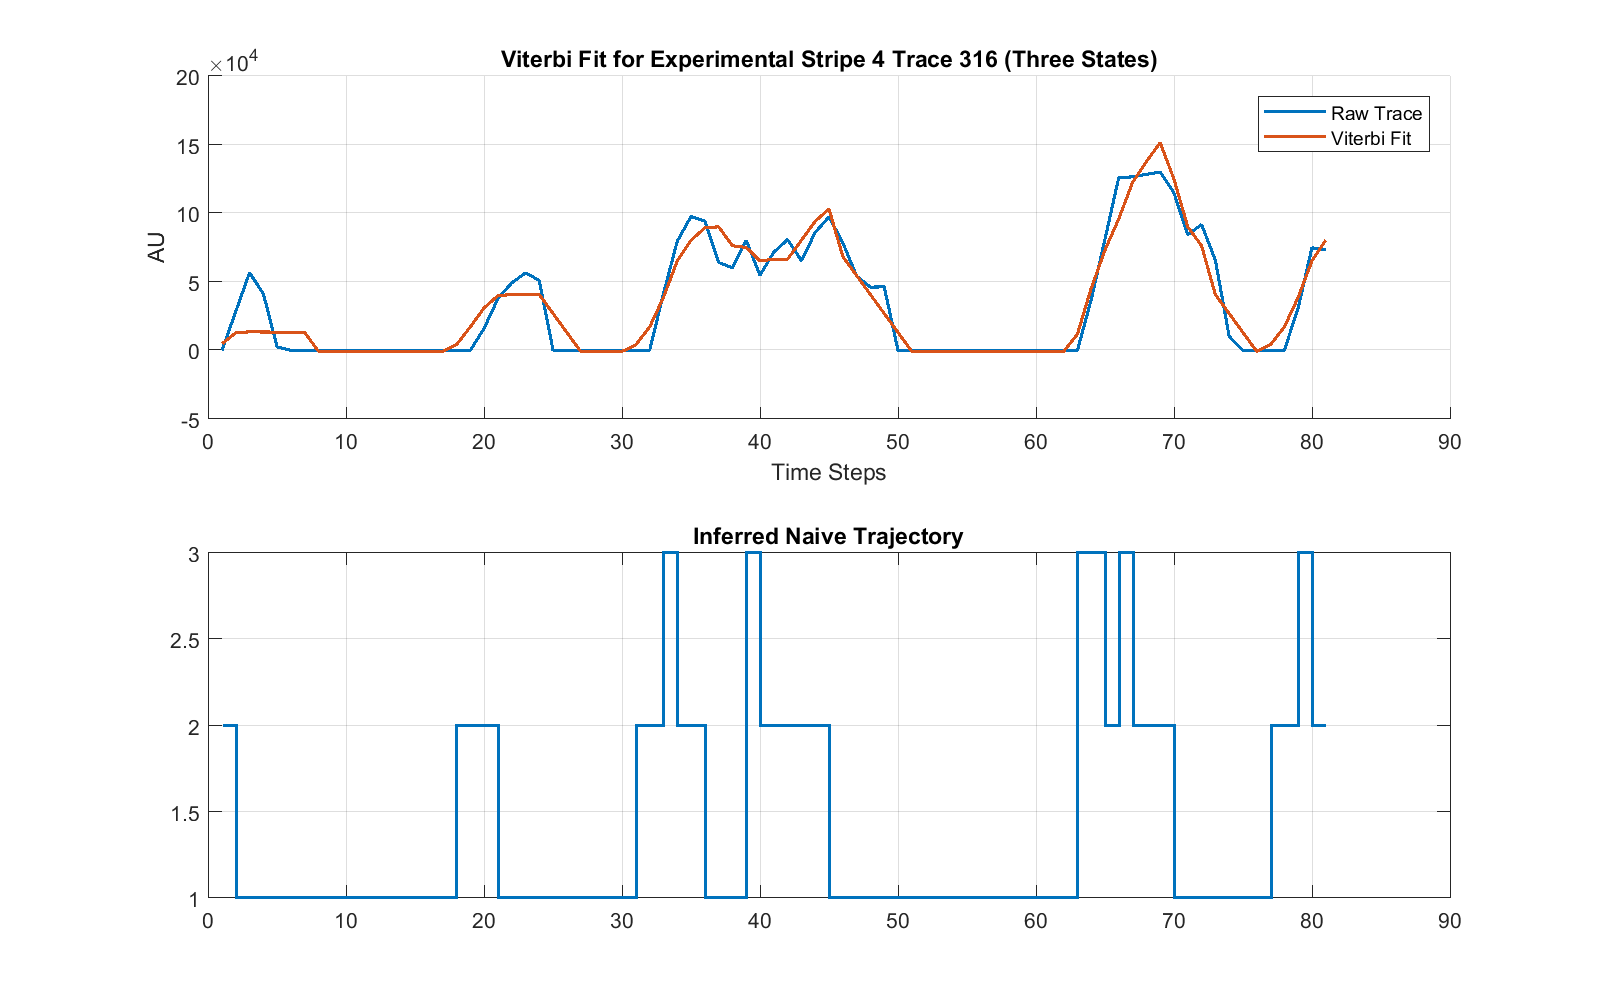 Viterbi Fit for Experimental Stripe 4 Trace 316 (Three States)
×10⁴
20
15
10
5
0
-5
AU
Raw Trace
Viterbi Fit
0 10 20 30 40 50 60 70 80 90
Time Steps
Inferred Naive Trajectory
3
2.5
2
1.5
1
0 10 20 30 40 50 60 70 80 90